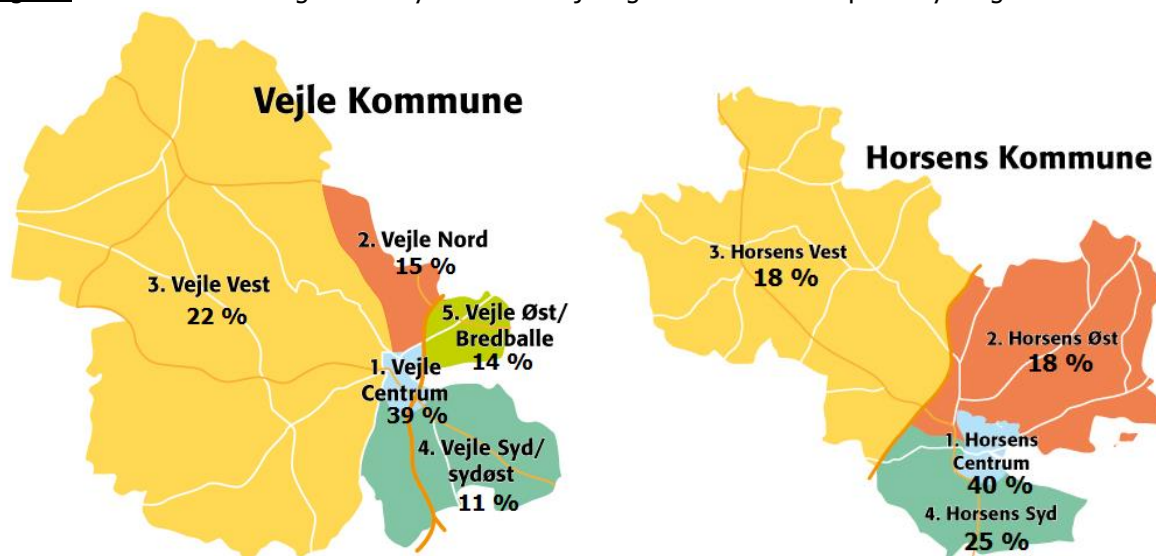 Vejle Kommune
2. Vejle Nord
15 %
3. Vejle Vest
22 %
5. Vejle Øst/
Bredballe
14 %
1. Vejle
Centrum
39 %
4. Vejle Syd/
sydøst
11 %
Horsens Kommune
3. Horsens Vest
18 %
2. Horsens Øst
18 %
1. Horsens
Centrum
40 %
4. Horsens Syd
25 %